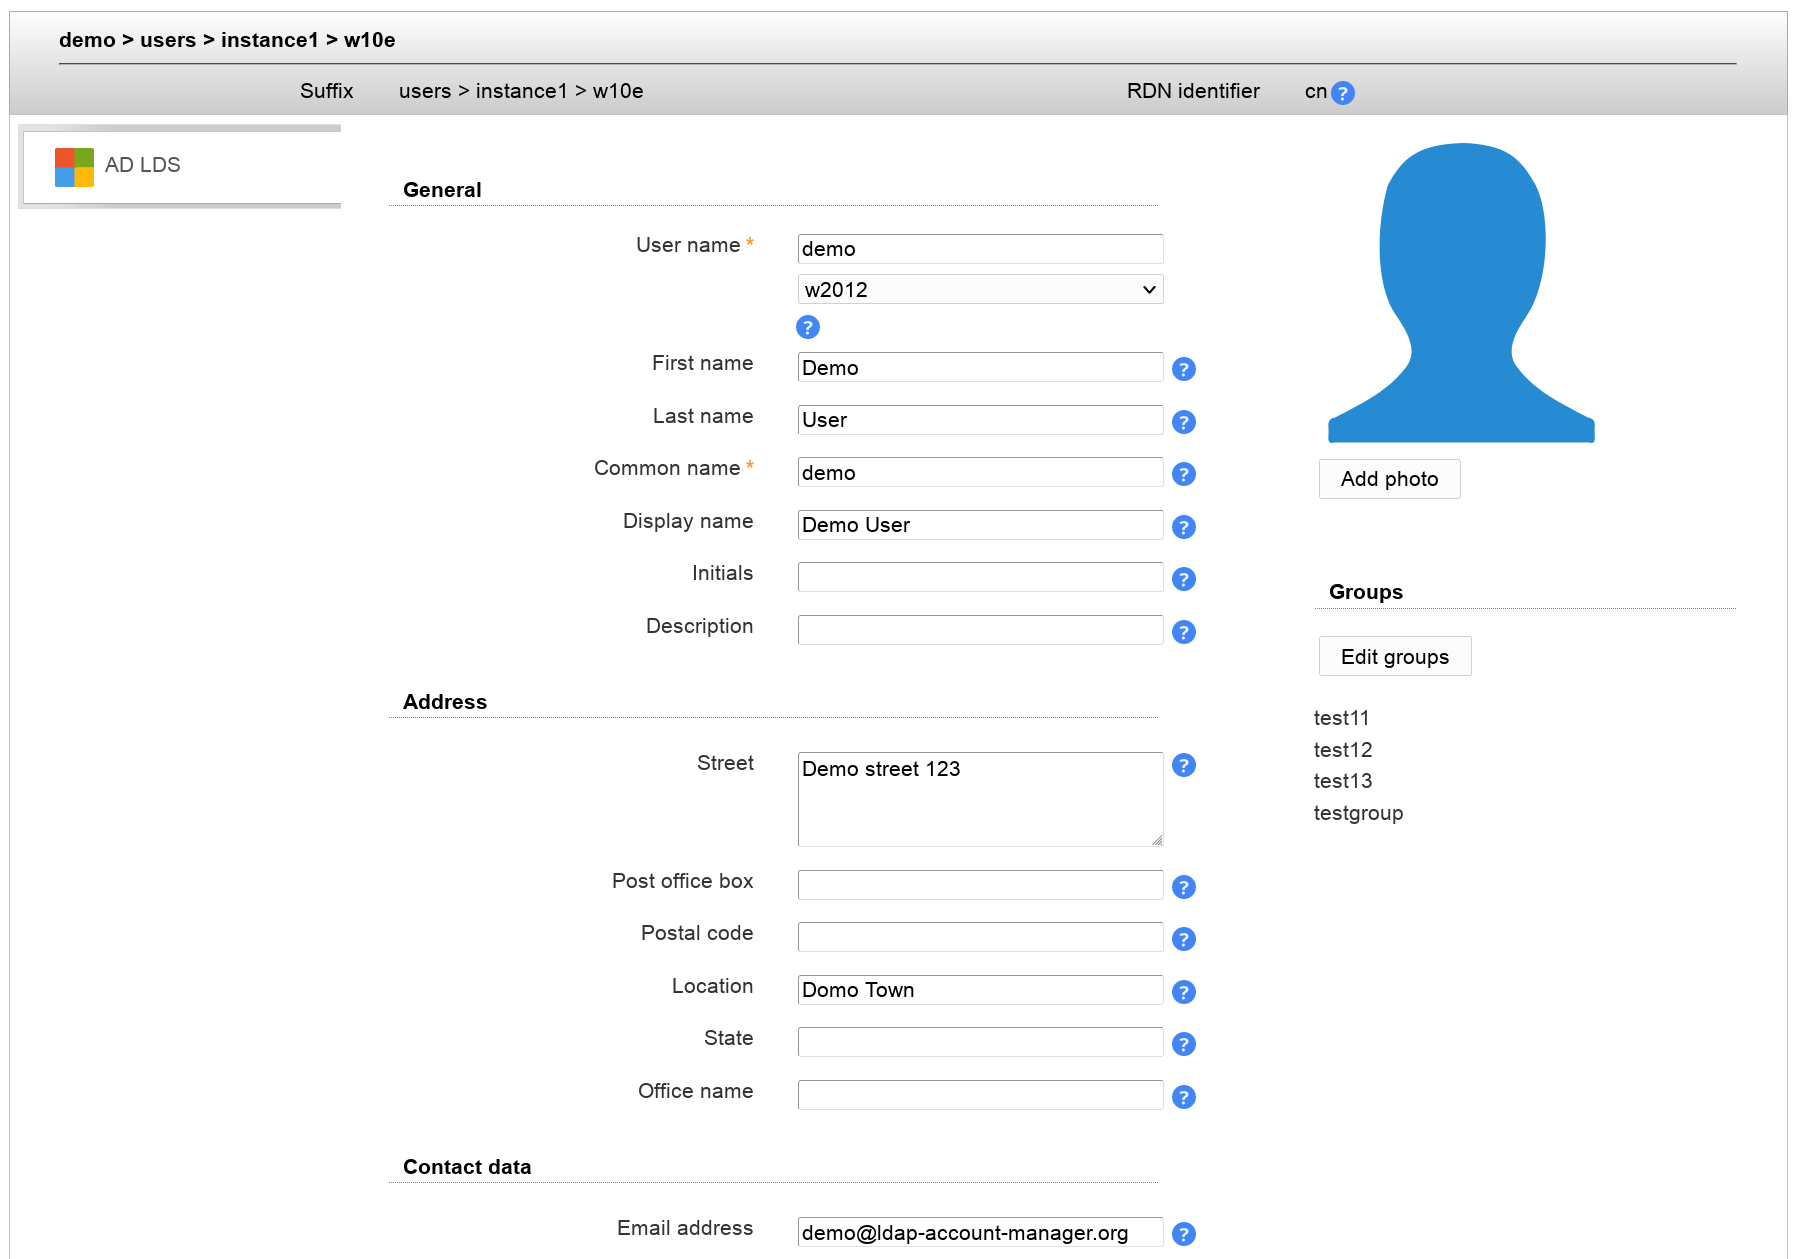 demo > users > instance1 > w10e
Suffix users > instance1 > w10e RDN identifier cn ?
AD LDS
General
User name * demo
w2012
?
First name Demo ?
Last name User ?
Common name * demo ?
Display name Demo User ?
Initials ?
Description ?
Address
Street Demo street 123 ?
Post office box ?
Postal code ?
Location Domo Town ?
State ?
Office name ?
Contact data
Email address demo@ldap-account-manager.org ?
Add photo
Groups
Edit groups
test11
test12
test13
testgroup